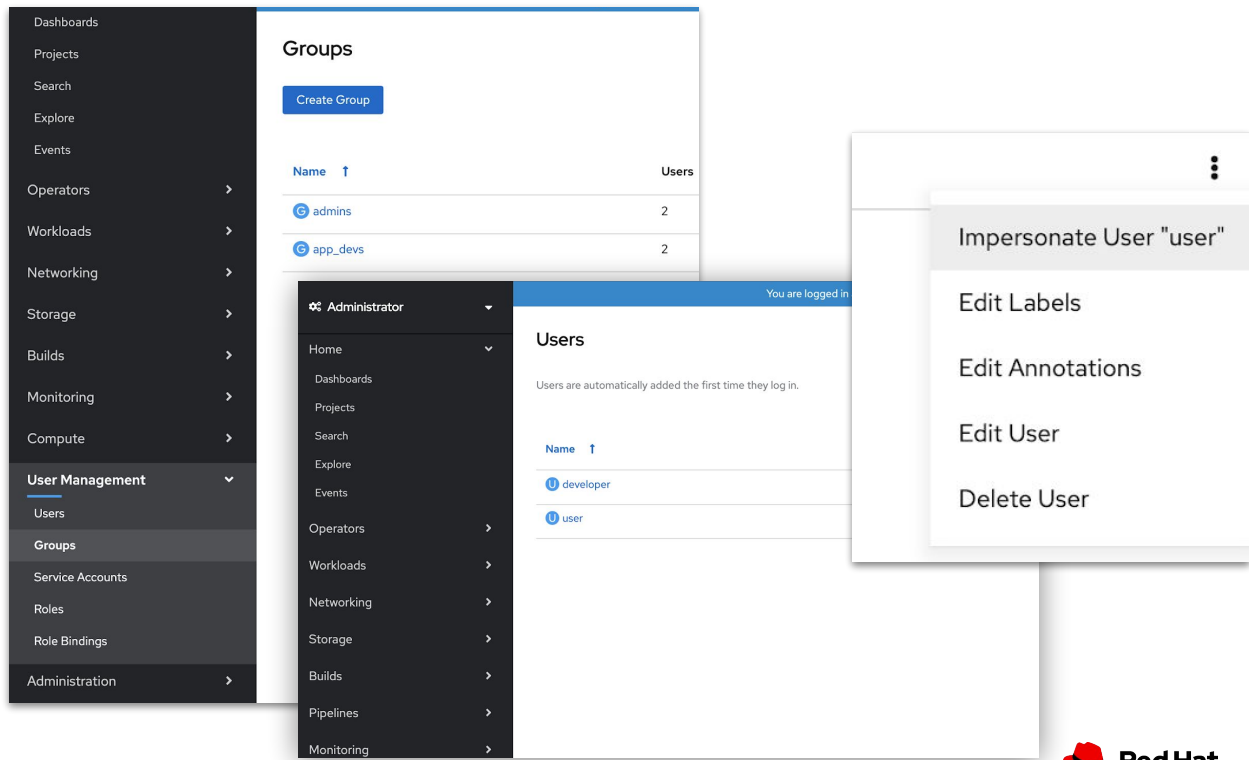 Dashboards
Projects
Search
Explore
Events
Operators
Workloads
Networking
Storage
Builds
Monitoring
Compute
User Management
Users
Groups
Service Accounts
Roles
Role Bindings
Administration
Groups
Create Group
Name Users
G admins 2
G app_devs 2
Administrator
Home
Dashboards
Projects
Search
Explore
Events
Operators
Workloads
Networking
Storage
Builds
Pipelines
Monitoring
You are logged in
Users
Users are automatically added the first time they log in.
Name
U developer
U user
Impersonate User "user"
Edit Labels
Edit Annotations
Edit User
Delete User
Red Hat